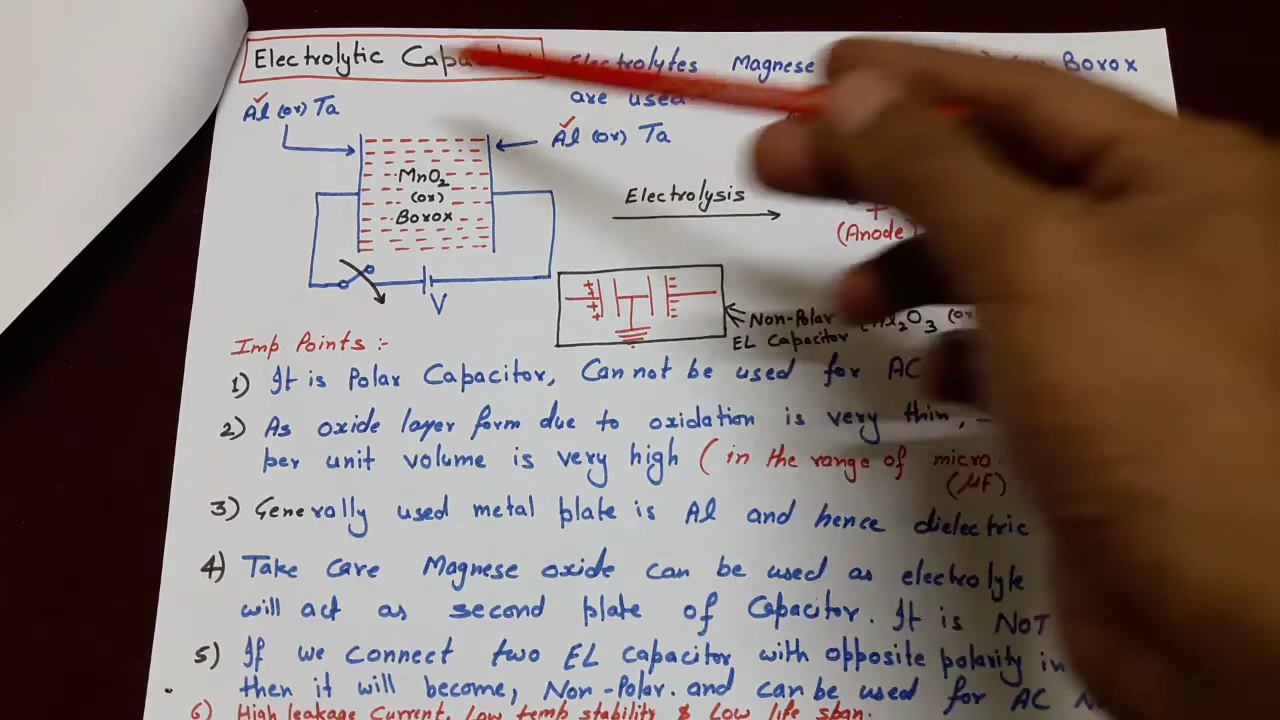 Electrolytic Electrolytes Magnese Borox
are used
Al (or) Ta
Al (or) Ta
MnO2
(or)
Borox
Electrolysis
+
(Anode)
V
+
+
+
Non-Polar
EL Capacitor
Imp Points :-
1) It is Polar Capacitor, Can not be used for AC
2) As oxide layer form due to oxidation is very thin,
per unit volume is very high (in the range of micro
(μF)
3) Generally used metal plate is Al and hence dielectric
4) Take Care Magnese oxide can be used as electrolyte
will act as second plate of Capacitor. It is NOT
5) If we connect two EL Capacitor with opposite polarity in
then it will become, Non-Polar. and can be used for AC
6) High leakage Current, Low temp stability & Low life span.